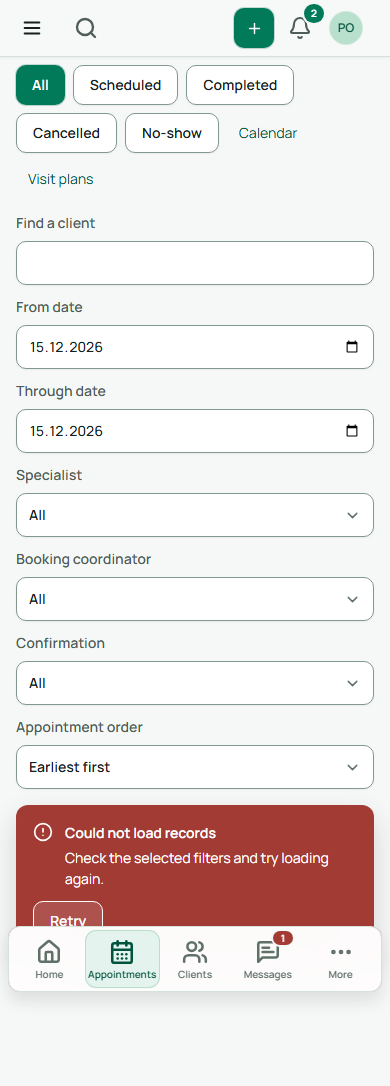 2
PO
All
Scheduled
Completed
Cancelled
No-show
Calendar
Visit plans
Find a client
From date
15.12.2026
Through date
15.12.2026
Specialist
All
Booking coordinator
All
Confirmation
All
Appointment order
Earliest first
Could not load records
Check the selected filters and try loading
again.
Retry
1
Home
Appointments
Clients
Messages
More